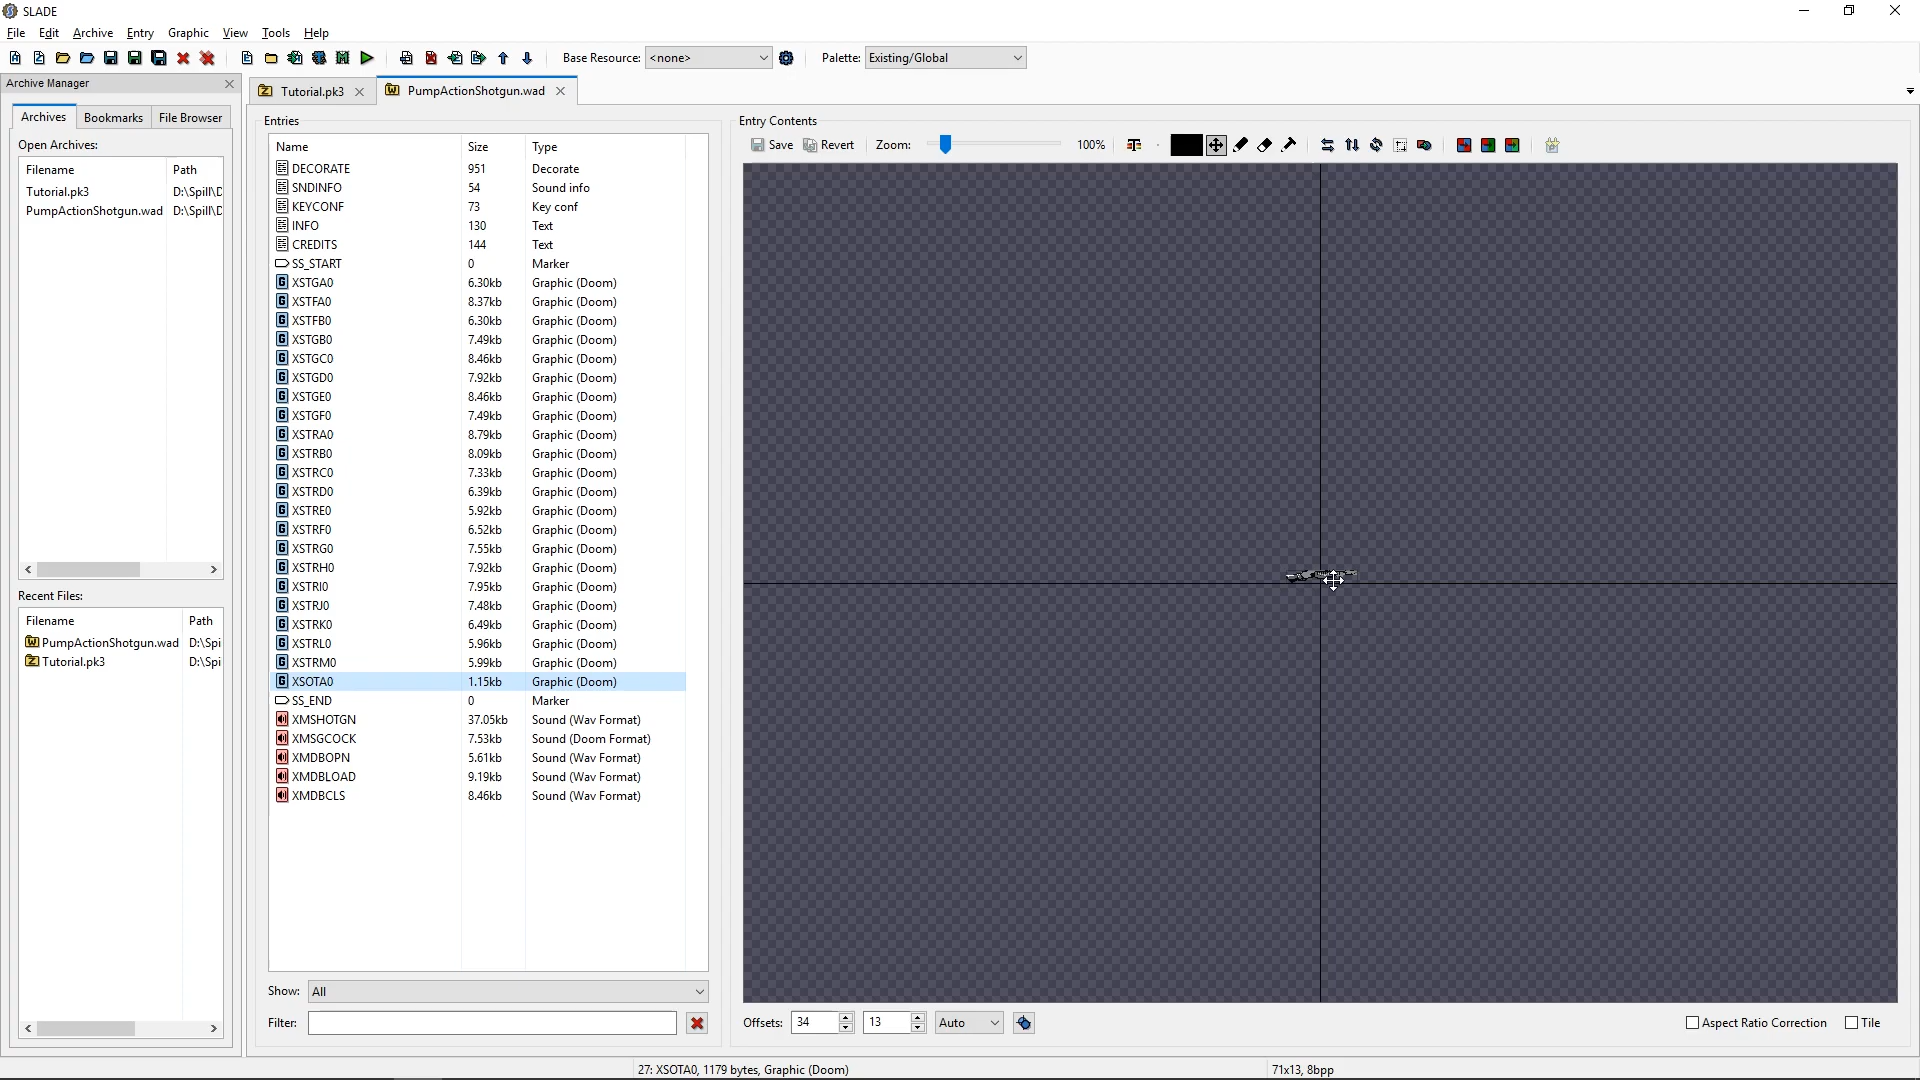 SLADE
File Edit Archive Entry Graphic View Tools Help
Base Resource: <none> Palette: Existing/Global
Archive Manager
Tutorial.pk3 PumpActionShotgun.wad
Archives Bookmarks File Browser
Open Archives:
Filename Path
Tutorial.pk3 D:\Spill\D
PumpActionShotgun.wad D:\Spill\D
Recent Files:
Filename Path
PumpActionShotgun.wad D:\Spi
Tutorial.pk3 D:\Spi
Entries
Name Size Type
DECORATE 951 Decorate
SNDINFO 54 Sound info
KEYCONF 73 Key conf
INFO 130 Text
CREDITS 144 Text
SS_START 0 Marker
XSTGA0 6.30kb Graphic (Doom)
XSTFA0 8.37kb Graphic (Doom)
XSTFB0 6.30kb Graphic (Doom)
XSTGB0 7.49kb Graphic (Doom)
XSTGC0 8.46kb Graphic (Doom)
XSTGD0 7.92kb Graphic (Doom)
XSTGE0 8.46kb Graphic (Doom)
XSTGF0 7.49kb Graphic (Doom)
XSTRA0 8.79kb Graphic (Doom)
XSTRB0 8.09kb Graphic (Doom)
XSTRC0 7.33kb Graphic (Doom)
XSTRD0 6.39kb Graphic (Doom)
XSTRE0 5.92kb Graphic (Doom)
XSTRF0 6.52kb Graphic (Doom)
XSTRG0 7.55kb Graphic (Doom)
XSTRH0 7.92kb Graphic (Doom)
XSTRI0 7.95kb Graphic (Doom)
XSTRJ0 7.48kb Graphic (Doom)
XSTRK0 6.49kb Graphic (Doom)
XSTRL0 5.96kb Graphic (Doom)
XSTRM0 5.99kb Graphic (Doom)
XSOTA0 1.15kb Graphic (Doom)
SS_END 0 Marker
XMSHOTGN 37.05kb Sound (Wav Format)
XMSGCOCK 7.53kb Sound (Doom Format)
XMDBOPN 5.61kb Sound (Wav Format)
XMDBLOAD 9.19kb Sound (Wav Format)
XMDBCLS 8.46kb Sound (Wav Format)
Show: All
Filter:
Entry Contents
Save Revert Zoom: 100%
Offsets: 34 13 Auto Aspect Ratio Correction Tile
27: XSOTA0, 1179 bytes, Graphic (Doom) 71x13, 8bpp